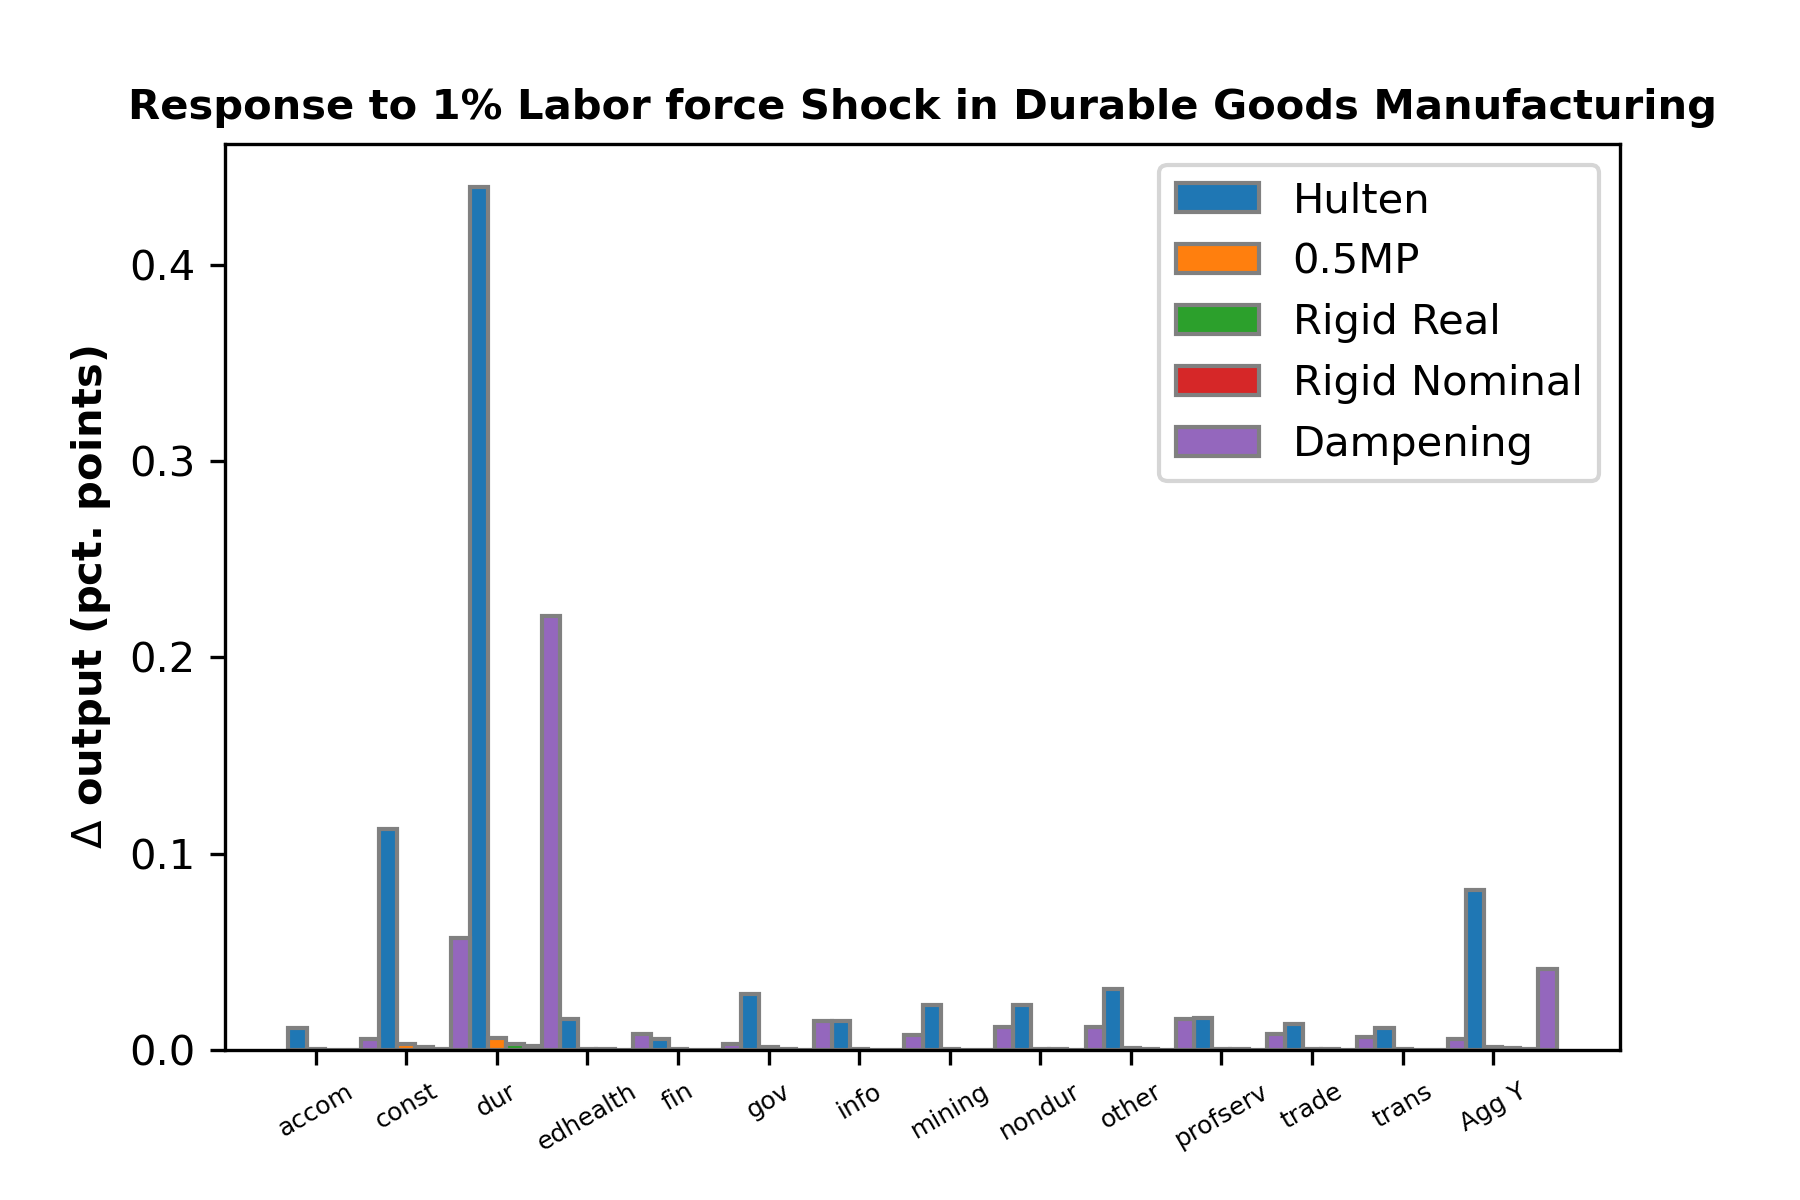 Response to 1% Labor force Shock in Durable Goods Manufacturing
Δ output (pct. points)
0.4
0.3
0.2
0.1
0.0
Hulten
0.5MP
Rigid Real
Rigid Nominal
Dampening
accom const dur edhealth fin gov info mining nondur other profserv trade trans Agg Y